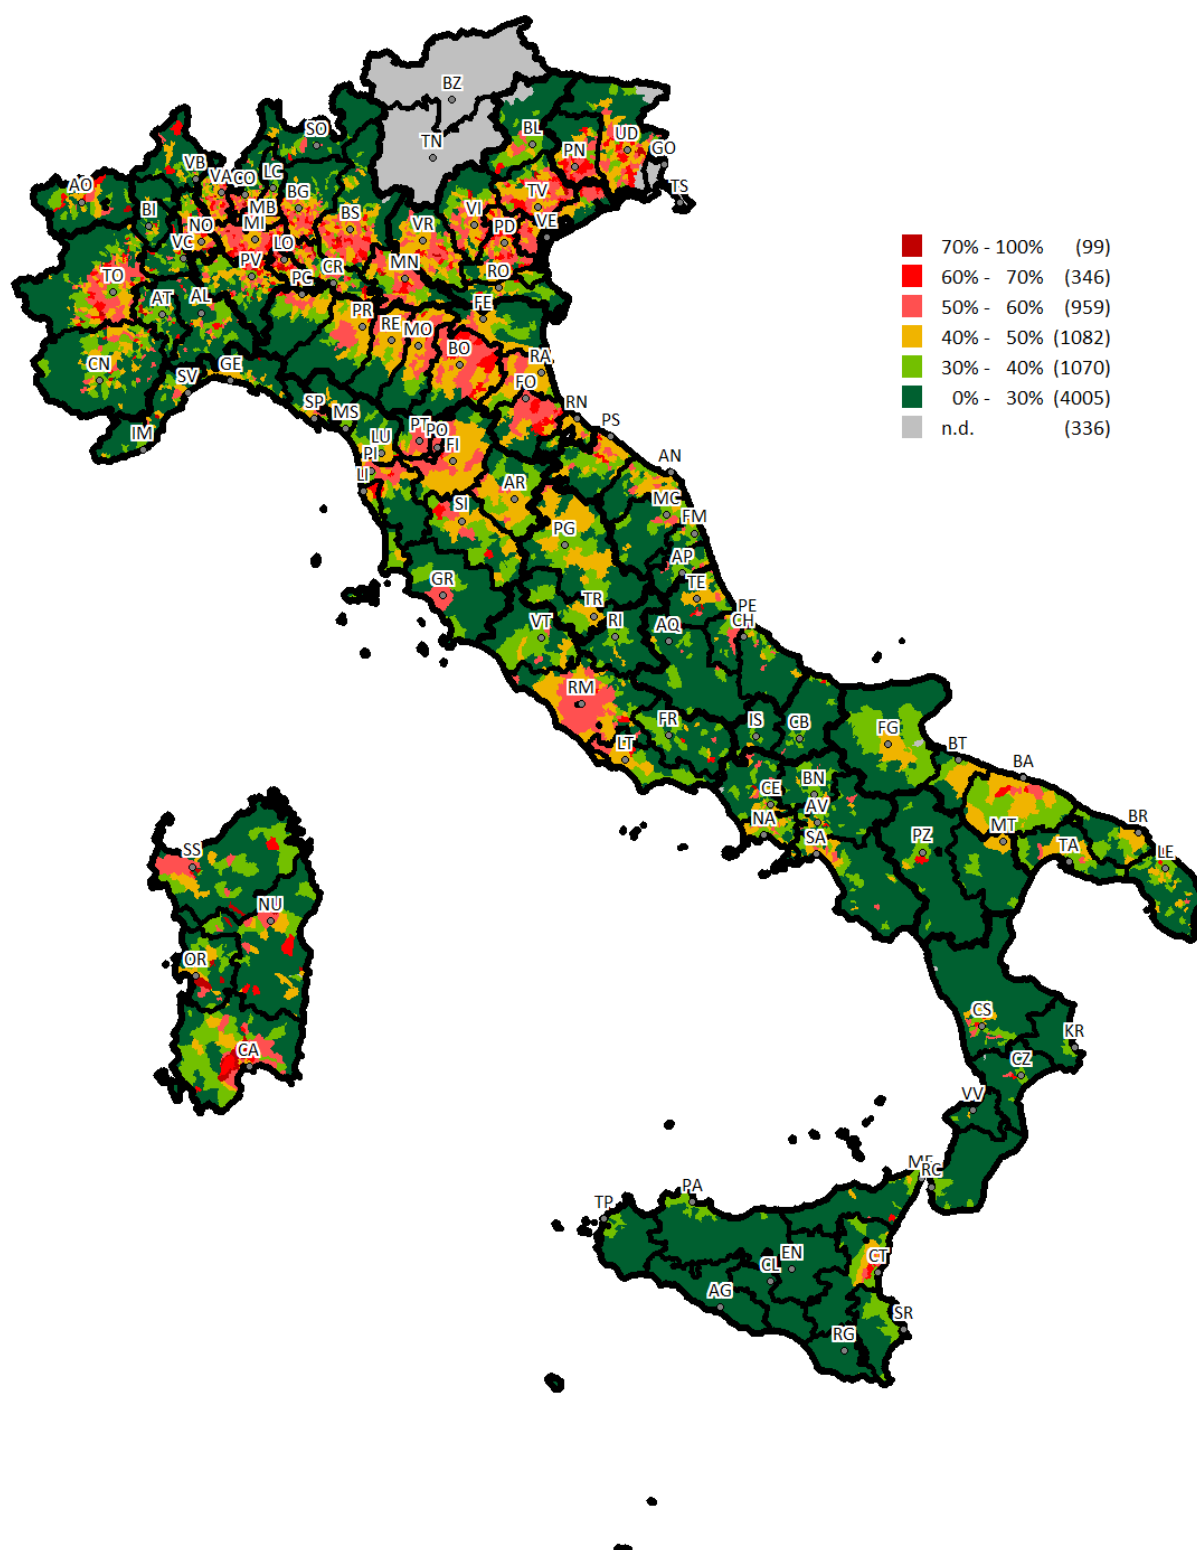 BZ
SO
TN
BL
UD
PN
GO
VB
VA
CO
LC
AO
BG
TV
TS
BI
MB
BS
VI
NO
MI
VR
PD
VE
VC
LO
TO
PV
CR
MN
RO
PC
AT
AL
FE
PR
RE
MO
BO
CN
SV
GE
RA
FO
SP
MS
RN
PS
LU
PT
PO
FI
PI
LI
AN
AR
SI
MC
FM
PG
AP
GR
TE
TR
RI
PE
CH
VT
AQ
RM
FR
IS
CB
FG
LT
BT
BA
CE
BN
NA
AV
SA
BR
PZ
MT
TA
LE
SS
NU
OR
CS
KR
CA
CZ
VV
RC
TP
PA
EN
CT
CL
AG
SR
RG
IM
70% - 100% (99)
60% - 70% (346)
50% - 60% (959)
40% - 50% (1082)
30% - 40% (1070)
0% - 30% (4005)
n.d. (336)